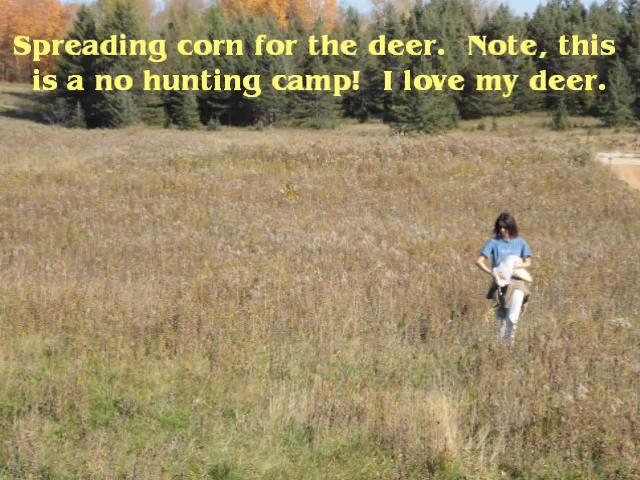 Spreading corn for the deer. Note, this
is a no hunting camp! I love my deer.